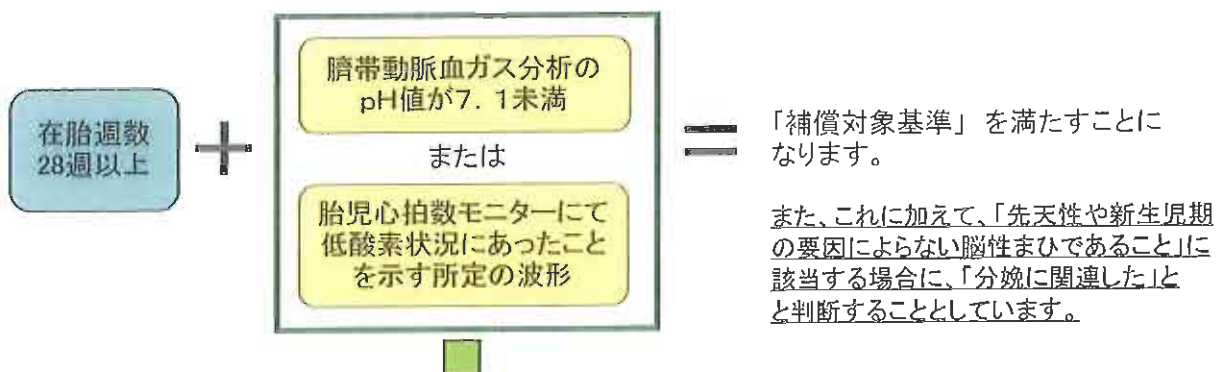 在胎週数
28週以上
臍帯動脈血ガス分析の
pH値が7．1未満
または
胎児心拍数モニターにて
低酸素状況にあったこと
を示す所定の波形
「補償対象基準」 を満たすことに
なります。
また、これに加えて、「先天性や新生児期
の要因によらない脳性まひであること」に
該当する場合に、「分娩に関連した」と
と判断することとしています。